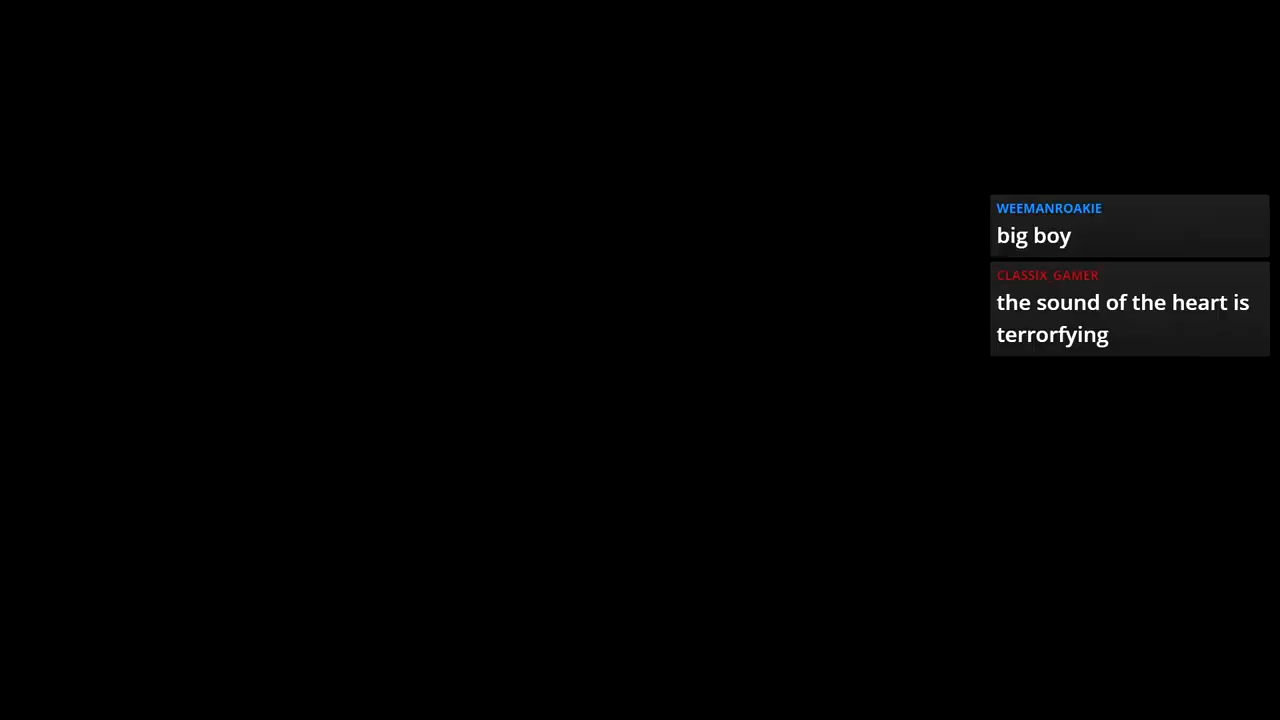 WEEMANROAKIE
big boy
CLASSIX_GAMER
the sound of the heart is
terrorfying